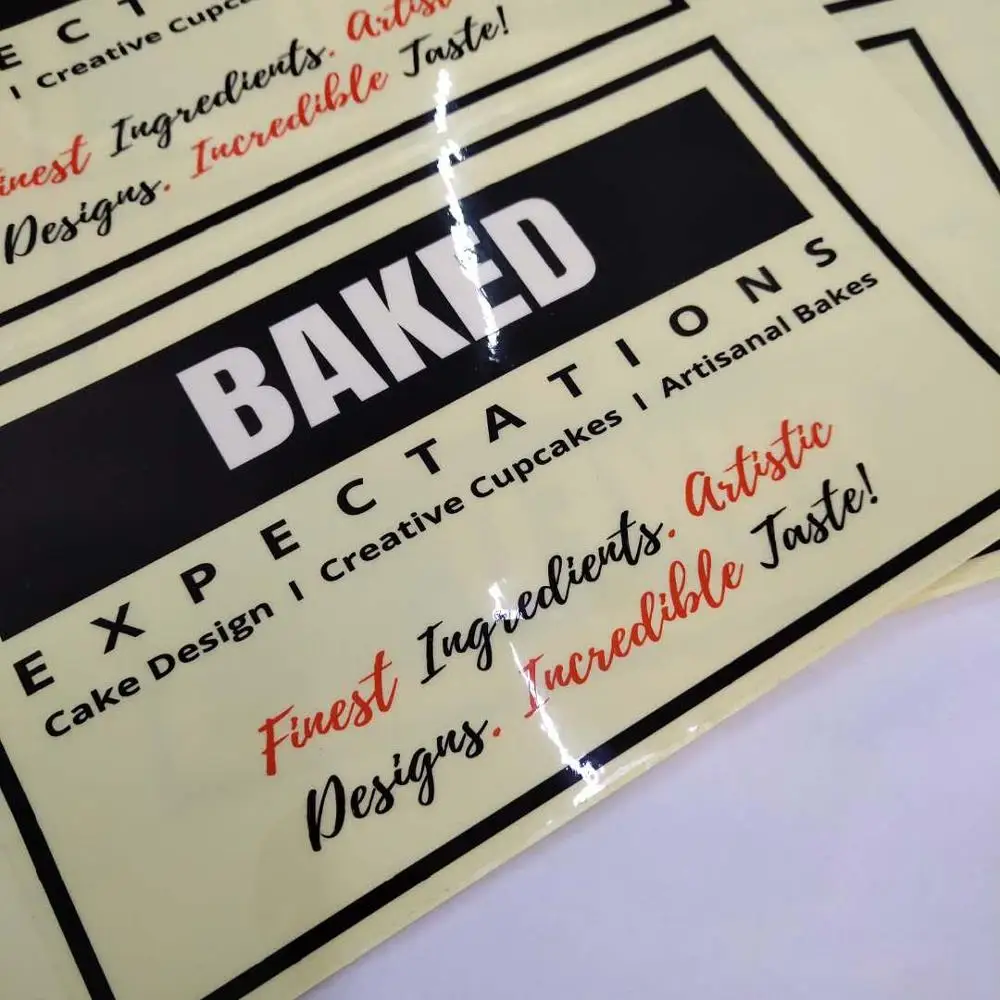 E C T
I Creative
Finest Ingredients. Artistic
Designs. Incredible Taste!
BAKED
EXPECTATIONS
Cake Design I Creative Cupcakes I Artisanal Bakes
Finest Ingredients. Artistic
Designs. Incredible Taste!